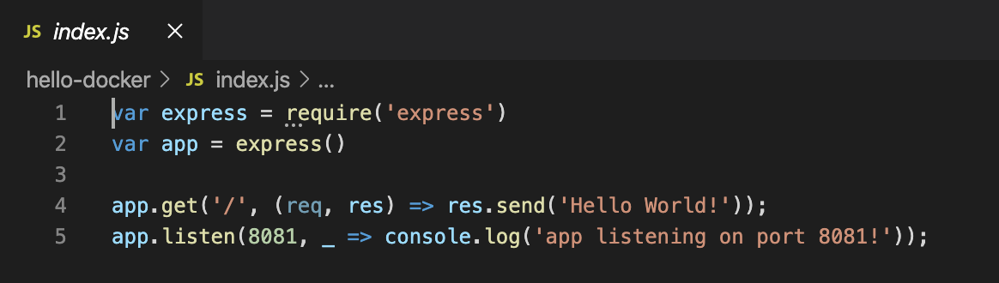 JS index.js ×
hello-docker > JS index.js > ...
1 var express = require('express')
2 var app = express()
3
4 app.get('/', (req, res) => res.send('Hello World!'));
5 app.listen(8081, _ => console.log('app listening on port 8081!'));